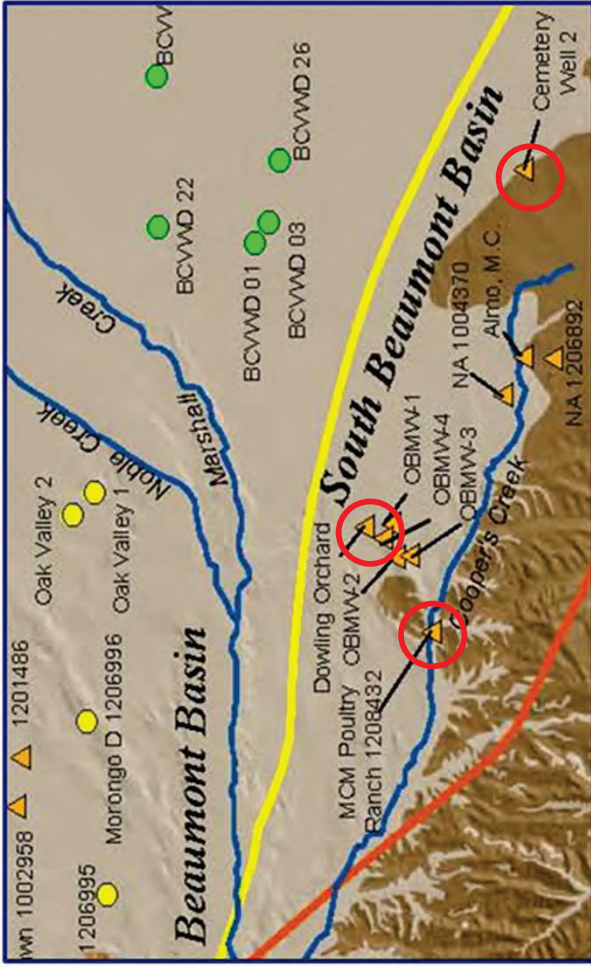 wn 1002958
1201486
Oak Valley 2
Creek
BCVW
Noble Creek
1206995
Morongo D 1206996
Oak Valley 1
BCVWD 22
Marshall
BCVWD 26
Beaumont Basin
BCVWD 01
BCVWD 03
South Beaumont Basin
Dowling Orchard
OBMW-2
OBMW-1
OBMW-4
OBMW-3
MCM Poultry
Ranch 1208432
Cooper's Creek
NA 1004370
Almo, M.C.
NA 1206892
Cemetery
Well 2